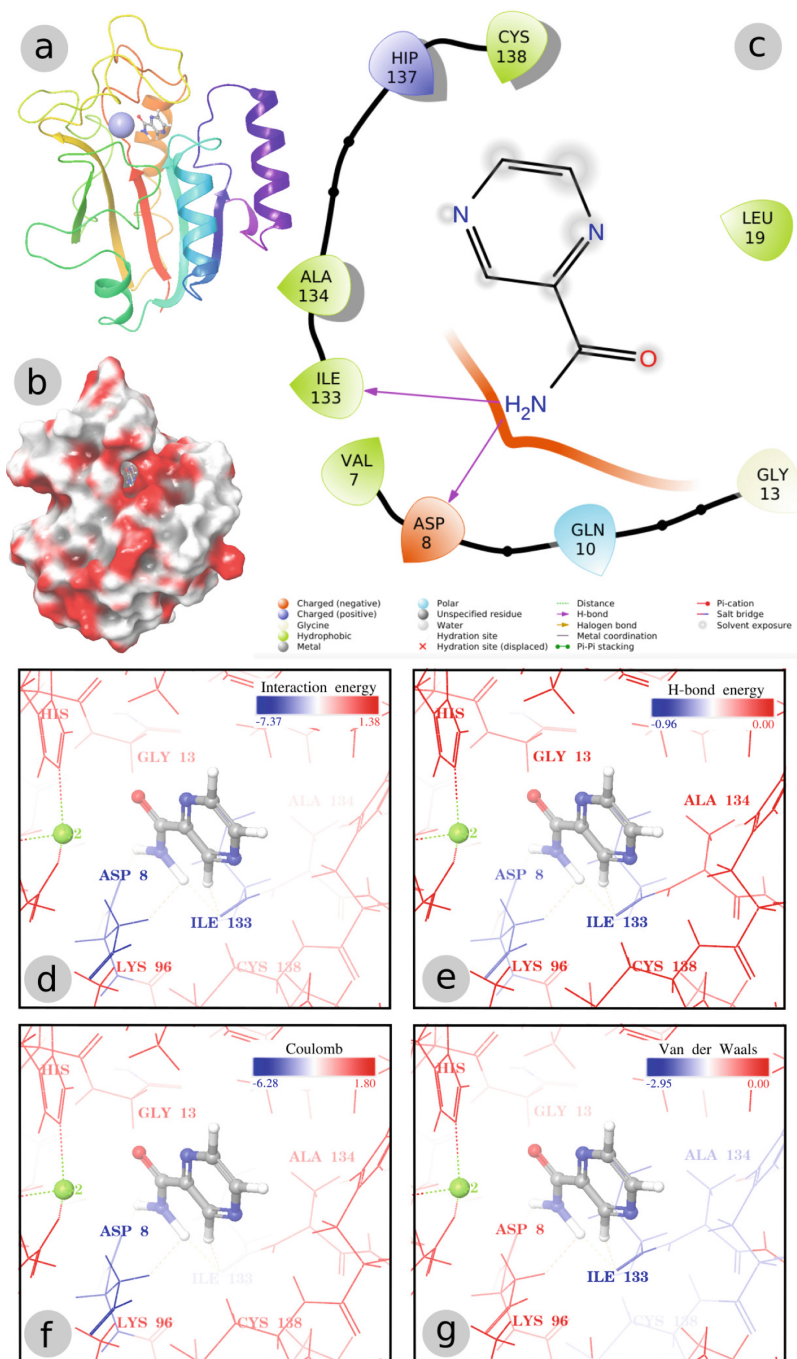 a
c
HIP
137
CYS
138
N
N
LEU
19
ALA
134
ILE
133
O
H₂N
b
VAL
7
ASP
8
GLN
10
GLY
13
Charged (negative)
Charged (positive)
Glycine
Hydrophobic
Metal
Polar
Unspecified residue
Water
Hydration site
Hydration site (displaced)
Distance
H-bond
Halogen bond
Metal coordination
Pi-Pi stacking
Pi-cation
Salt bridge
Solvent exposure
Interaction energy
-7.37 1.38
HIS
GLY 13
ALA 134
2
ASP 8
ILE 133
LYS 96
CYS 138
d
H-bond energy
-0.96 0.00
HIS
GLY 13
ALA 134
2
ASP 8
ILE 133
LYS 96
CYS 138
e
Coulomb
-6.28 1.80
HIS
GLY 13
ALA 134
2
ASP 8
ILE 133
LYS 96
CYS 138
f
Van der Waals
-2.95 0.00
HIS
GLY 13
ALA 134
2
ASP 8
ILE 133
LYS 96
CYS 138
g